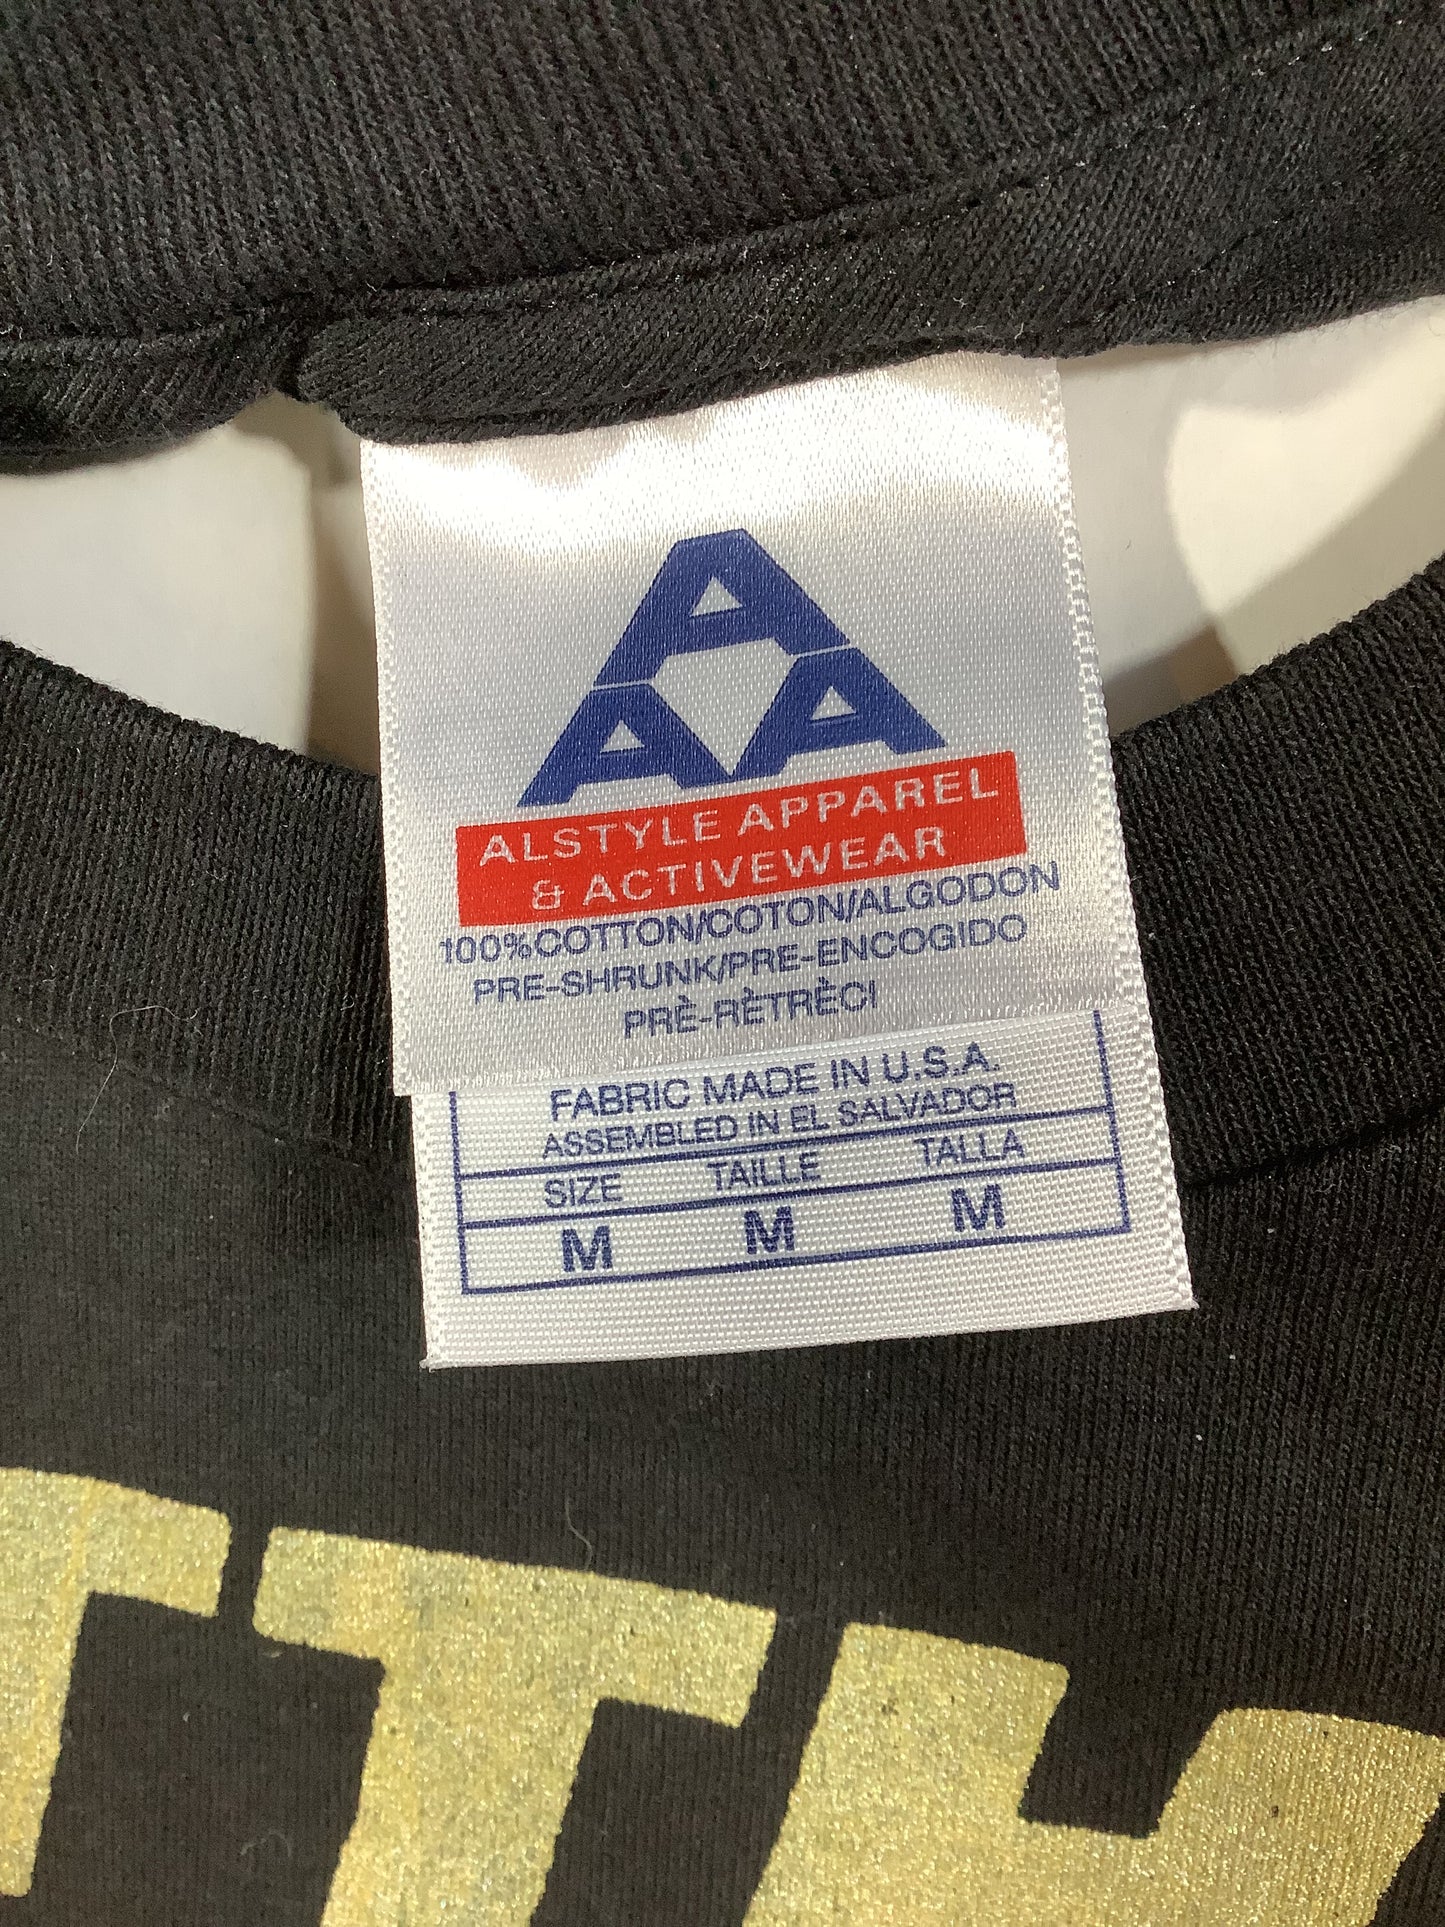 A
A A
ALSTYLE APPAREL
& ACTIVEWEAR
100%COTTON/COTON/ALGODON
PRE-SHRUNK/PRE-ENCOGIDO
PRÈ-RÈTRÈCI
FABRIC MADE IN U.S.A.
ASSEMBLED IN EL SALVADOR
SIZE TAILLE TALLA
M M M